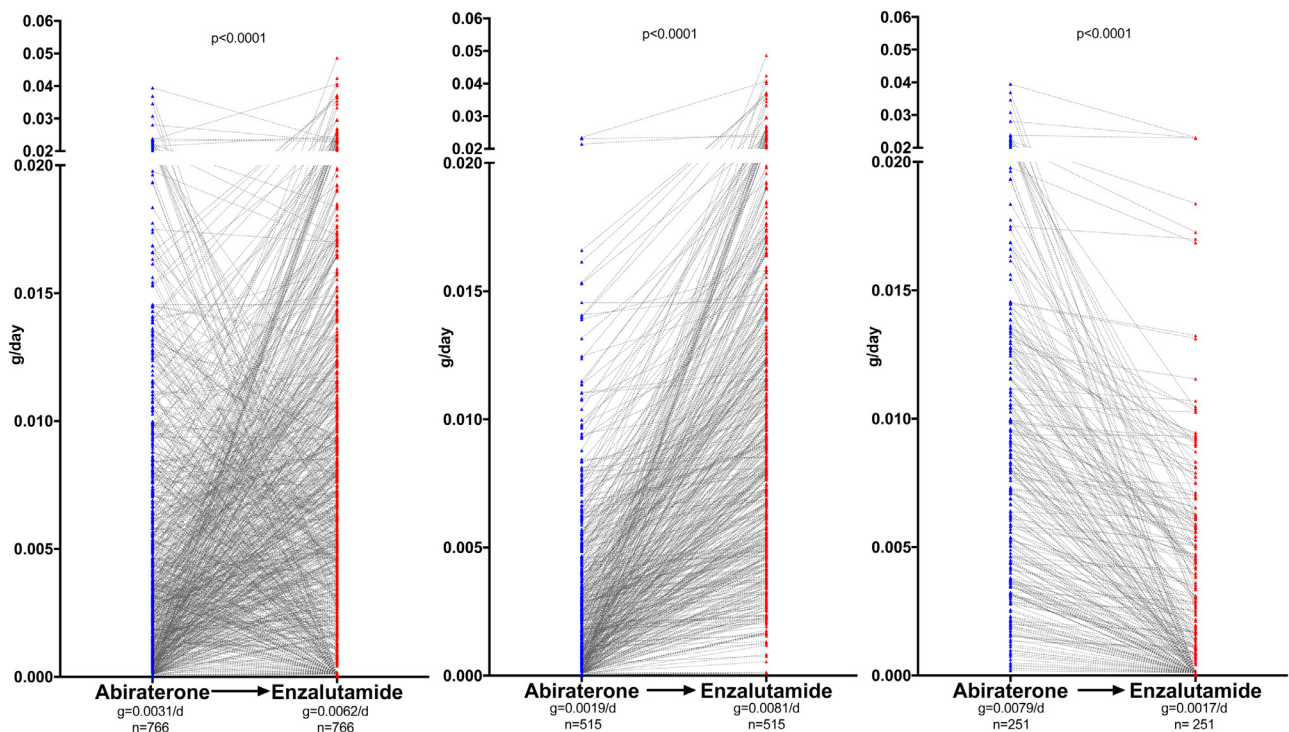 0.06
0.05
0.04
0.03
0.02
0.020
0.015
0.010
0.005
0.000
g/day
p<0.0001
Abiraterone
Enzalutamide
g=0.0031/d
g=0.0062/d
n=766
n=766
0.06
0.05
0.04
0.03
0.02
0.020
0.015
0.010
0.005
0.000
g/day
p<0.0001
Abiraterone
Enzalutamide
g=0.0019/d
g=0.0081/d
n=515
n=515
0.06
0.05
0.04
0.03
0.02
0.020
0.015
0.010
0.005
0.000
g/day
p<0.0001
Abiraterone
Enzalutamide
g=0.0079/d
g=0.0017/d
n=251
n= 251